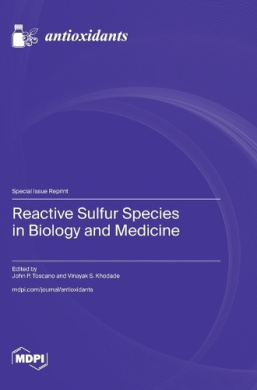 antioxidants
Special Issue Reprint
Reactive Sulfur Species
in Biology and Medicine
Edited by
John P. Toscano and Vinayak S. Khodade
mdpi.com/journal/antioxidants
MDPI